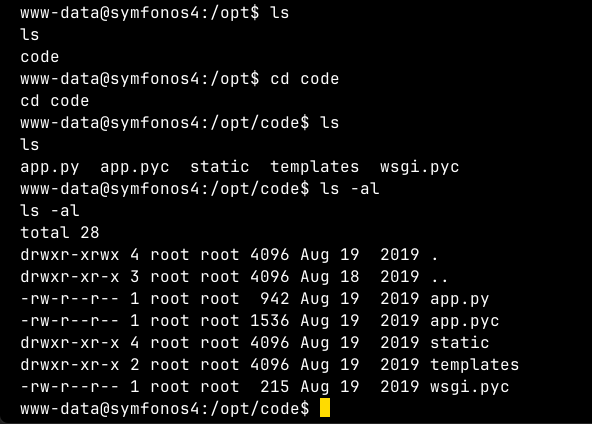 www-data@symfonos4:/opt$ ls
ls
code
www-data@symfonos4:/opt$ cd code
cd code
www-data@symfonos4:/opt/code$ ls
ls
app.py  app.pyc  static  templates  wsgi.pyc
www-data@symfonos4:/opt/code$ ls -al
ls -al
total 28
drwxr-xrwx 4 root root 4096 Aug 19  2019 .
drwxr-xr-x 3 root root 4096 Aug 18  2019 ..
-rw-r--r-- 1 root root  942 Aug 19  2019 app.py
-rw-r--r-- 1 root root 1536 Aug 19  2019 app.pyc
drwxr-xr-x 4 root root 4096 Aug 19  2019 static
drwxr-xr-x 2 root root 4096 Aug 19  2019 templates
-rw-r--r-- 1 root root  215 Aug 19  2019 wsgi.pyc
www-data@symfonos4:/opt/code$